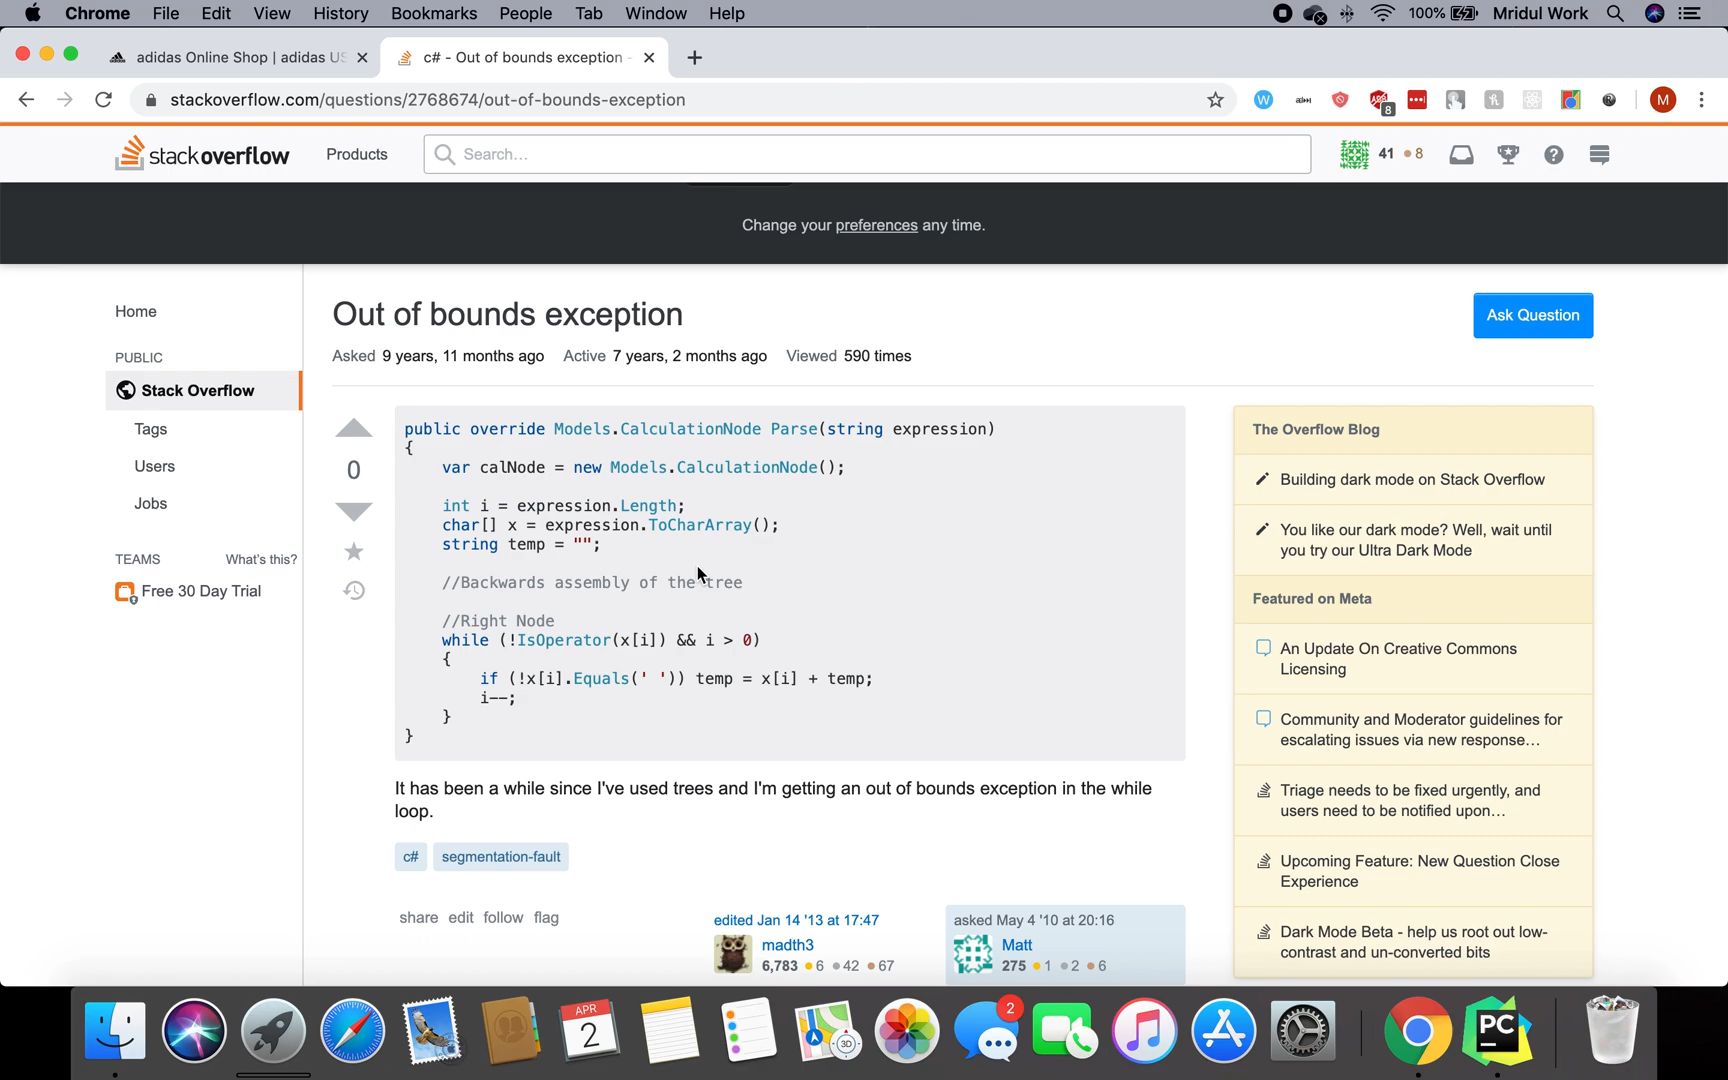 Chrome File Edit View History Bookmarks People Tab Window Help 100% Mridul Work
adidas Online Shop | adidas US c# - Out of bounds exception -
stackoverflow.com/questions/2768674/out-of-bounds-exception 8 M
stackoverflow Products Search... 41 8
Change your preferences any time.
Home
PUBLIC
Stack Overflow
Tags
Users
Jobs
TEAMS What's this?
Free 30 Day Trial
Out of bounds exception
Ask Question
Asked 9 years, 11 months ago Active 7 years, 2 months ago Viewed 590 times
0
public override Models.CalculationNode Parse(string expression)
{
var calNode = new Models.CalculationNode();
int i = expression.Length;
char[] x = expression.ToCharArray();
string temp = "";
//Backwards assembly of the tree
//Right Node
while (!IsOperator(x[i]) && i > 0)
{
if (!x[i].Equals(' ')) temp = x[i] + temp;
i--;
}
}
It has been a while since I've used trees and I'm getting an out of bounds exception in the while
loop.
c# segmentation-fault
share edit follow flag
edited Jan 14 '13 at 17:47
madth3
6,783 6 42 67
asked May 4 '10 at 20:16
Matt
275 1 2 6
The Overflow Blog
Building dark mode on Stack Overflow
You like our dark mode? Well, wait until
you try our Ultra Dark Mode
Featured on Meta
An Update On Creative Commons
Licensing
Community and Moderator guidelines for
escalating issues via new response...
Triage needs to be fixed urgently, and
users need to be notified upon...
Upcoming Feature: New Question Close
Experience
Dark Mode Beta - help us root out low-
contrast and un-converted bits
APR
2
3D
2
PC